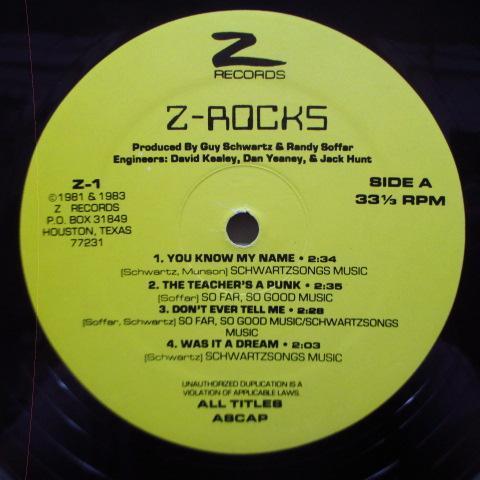 Z
RECORDS
Z-ROCKS
Produced By Guy Schwartz & Randy Soffar
Engineers: David Kealey, Dan Yeaney, & Jack Hunt
Z-1
©1981 & 1983
Z RECORDS
P.O. BOX 31849
HOUSTON, TEXAS
77231
SIDE A
33⅓ RPM
1. YOU KNOW MY NAME • 2:34
(Schwartz, Munson) SCHWARTZSONGS MUSIC
2. THE TEACHER'S A PUNK • 2:35
(Soffar) SO FAR, SO GOOD MUSIC
3. DON'T EVER TELL ME • 2:28
(Soffar, Schwartz) SO FAR, SO GOOD MUSIC/SCHWARTZSONGS
MUSIC
4. WAS IT A DREAM • 2:03
(Schwartz) SCHWARTZSONGS MUSIC
UNAUTHORIZED DUPLICATION IS A
VIOLATION OF APPLICABLE LAWS.
ALL TITLES
ASCAP